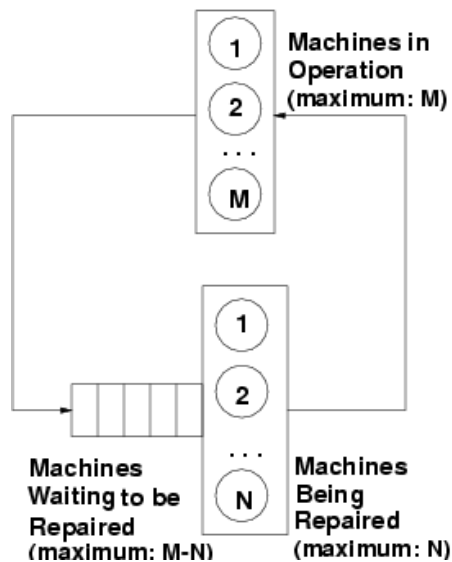 1
2
...
M
Machines in
Operation
(maximum: M)
1
2
...
N
Machines
Waiting to be
Repaired
(maximum: M-N)
Machines
Being
Repaired
(maximum: N)